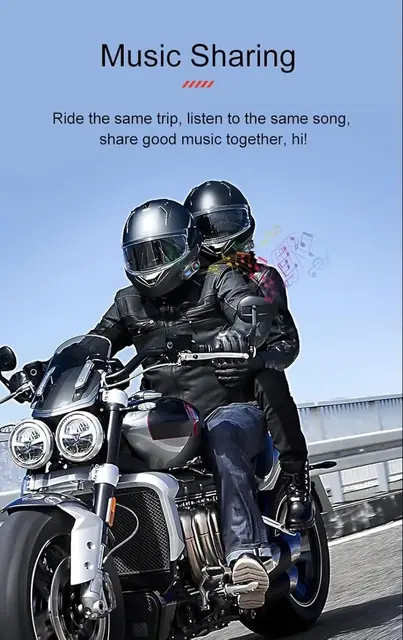 Music Sharing
Ride the same trip, listen to the same song,
share good music together, hi!